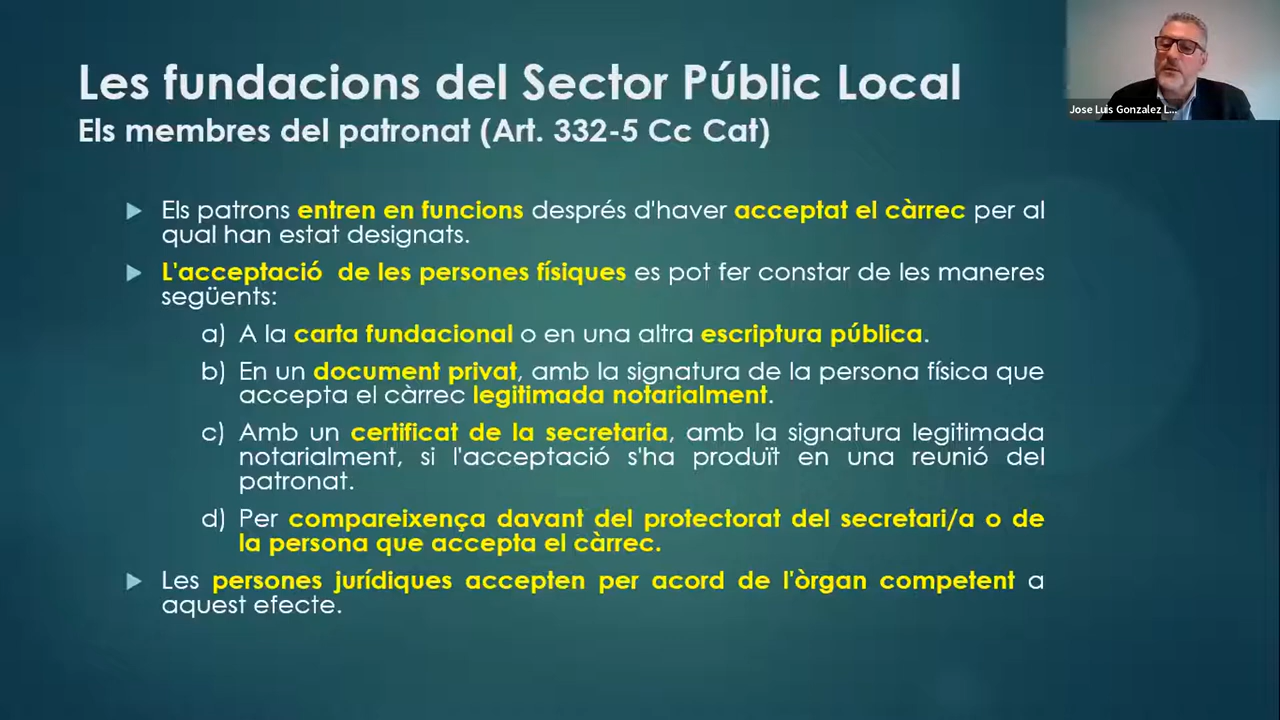 Les fundacions del Sector Públic Local
Els membres del patronat (Art. 332-5 Cc Cat)
Jose Luis Gonzalez L...
Els patrons entren en funcions després d'haver acceptat el càrrec per al
qual han estat designats.
L'acceptació de les persones físiques es pot fer constar de les maneres
següents:
a) A la carta fundacional o en una altra escriptura pública.
b) En un document privat, amb la signatura de la persona física que
accepta el càrrec legitimada notarialment.
c) Amb un certificat de la secretaria, amb la signatura legitimada
notarialment, si l'acceptació s'ha produït en una reunió del
patronat.
d) Per compareixença davant del protectorat del secretari/a o de
la persona que accepta el càrrec.
Les persones jurídiques accepten per acord de l'òrgan competent a
aquest efecte.